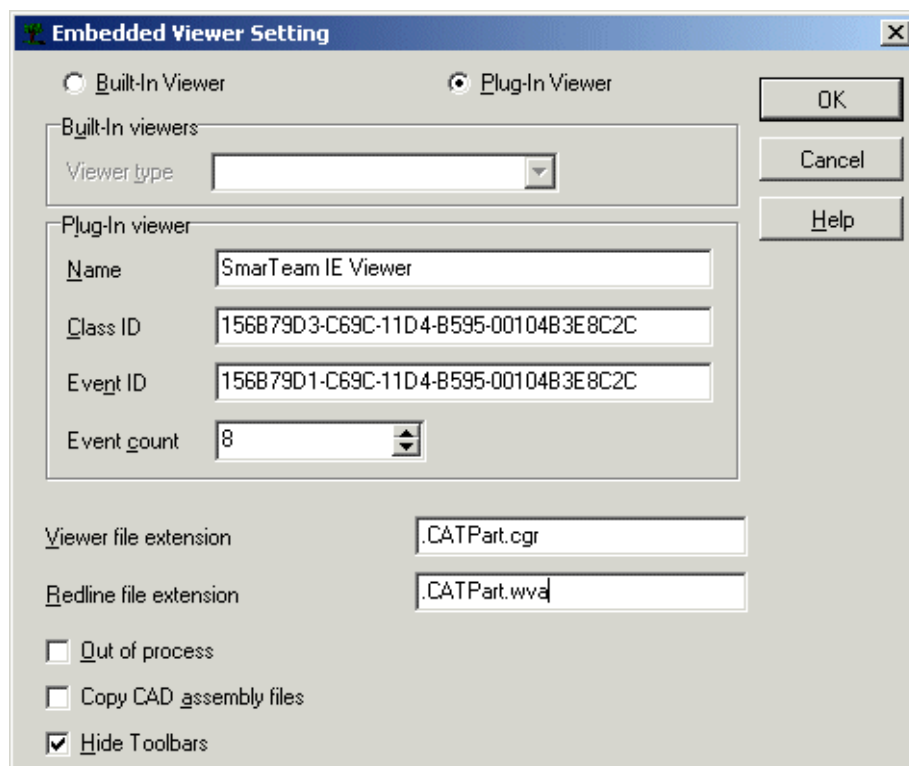 Embedded Viewer Setting
Built-In Viewer
Plug-In Viewer
OK
Built-In viewers
Viewer type
Cancel
Plug-In viewer
Help
Name
SmarTeam IE Viewer
Class ID
156B79D3-C69C-11D4-B595-00104B3E8C2C
Event ID
156B79D1-C69C-11D4-B595-00104B3E8C2C
Event count
8
Viewer file extension
.CATPart.cgr
Redline file extension
.CATPart.wva
Out of process
Copy CAD assembly files
Hide Toolbars